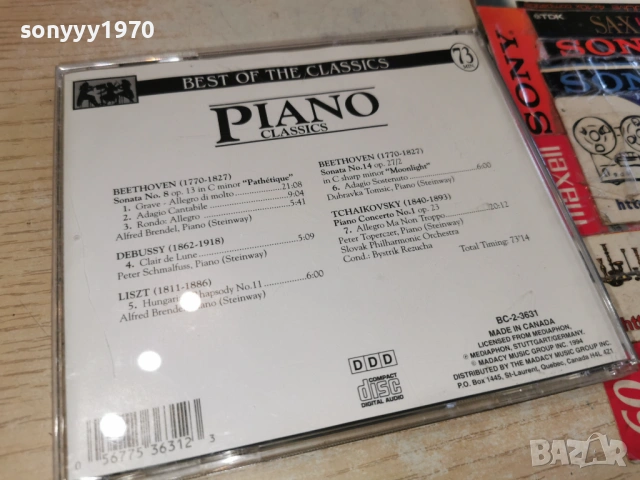 sonyyy1970
BEST OF THE CLASSICS
73
PIANO
CLASSICS
BEETHOVEN (1770-1827)
Sonata No. 8 op. 13 in C minor "Pathétique"
1. Grave - Allegro di molto 21:08
2. Adagio Cantabile 9:04
3. Rondo: Allegro 5:41
Alfred Brendel, Piano (Steinway)
DEBUSSY (1862-1918)
4. Clair de Lune 5:09
Peter Schmalfuss, Piano (Steinway)
LISZT (1811-1886)
5. Hungarian Rhapsody No.11 6:00
Alfred Brendel, Piano (Steinway)
BEETHOVEN (1770-1827)
Sonata No.14 op. 27/2
in C sharp minor "Moonlight"
6. Adagio Sostenuto 6:00
Dubravka Tomsic, Piano (Steinway)
TCHAIKOVSKY (1840-1893)
Piano Concerto No.1 op. 23
7. Allegro Ma Non Troppo 20:12
Peter Toperczer, Piano (Steinway)
Slovak Philharmonic Orchestra
Cond: Bystrik Rezucha
Total Timing: 73'14
BC-2-3631
MADE IN CANADA
LICENSED FROM MEDIAPHON,
℗ MEDIAPHON, STUTTGART/GERMANY.
© MADACY MUSIC GROUP INC. 1994
DISTRIBUTED BY THE MADACY MUSIC GROUP INC.
P.O. Box 1445, St-Laurent, Quebec, Canada H4L 4Z1
DDD
COMPACT
disc
DIGITAL AUDIO
0 56775 36312 3
TDK
SA-X
SONY
SONY
maxell
BAZAR